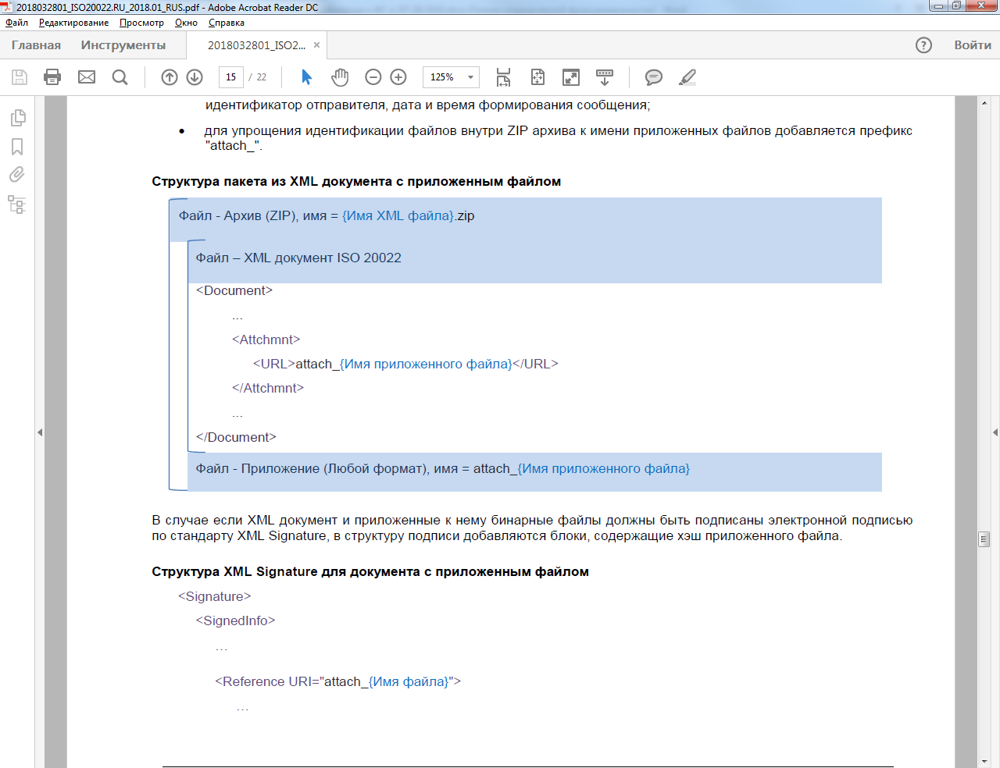 2018032801_ISO20022.RU_2018.01_RUS.pdf - Adobe Acrobat Reader DC
Файл Редактирование Просмотр Окно Справка
Главная Инструменты 2018032801_ISO2... × ? Войти
15 / 22 125%
идентификатор отправителя, дата и время формирования сообщения;
• для упрощения идентификации файлов внутри ZIP архива к имени приложенных файлов добавляется префикс
"attach_".
Структура пакета из XML документа с приложенным файлом
Файл - Архив (ZIP), имя = {Имя XML файла}.zip
Файл – XML документ ISO 20022
<Document>
...
<Attchmnt>
<URL>attach_{Имя приложенного файла}</URL>
</Attchmnt>
...
</Document>
Файл - Приложение (Любой формат), имя = attach_{Имя приложенного файла}
В случае если XML документ и приложенные к нему бинарные файлы должны быть подписаны электронной подписью
по стандарту XML Signature, в структуру подписи добавляются блоки, содержащие хэш приложенного файла.
Структура XML Signature для документа с приложенным файлом
<Signature>
<SignedInfo>
...
<Reference URI="attach_{Имя файла}">
...